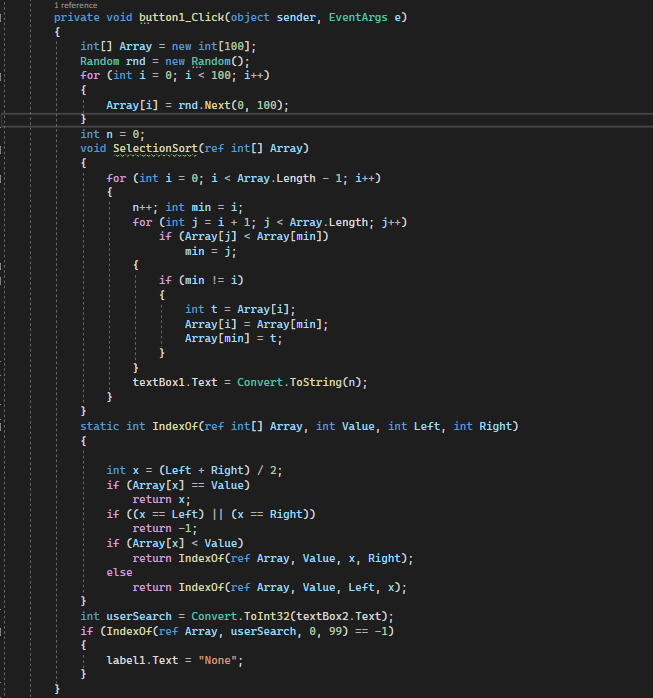 1 reference
private void button1_Click(object sender, EventArgs e)
{
int[] Array = new int[100];
Random rnd = new Random();
for (int i = 0; i < 100; i++)
{
Array[i] = rnd.Next(0, 100);
}
int n = 0;
void SelectionSort(ref int[] Array)
{
for (int i = 0; i < Array.Length - 1; i++)
{
n++; int min = i;
for (int j = i + 1; j < Array.Length; j++)
if (Array[j] < Array[min])
min = j;
{
if (min != i)
{
int t = Array[i];
Array[i] = Array[min];
Array[min] = t;
}
}
textBox1.Text = Convert.ToString(n);
}
}
static int IndexOf(ref int[] Array, int Value, int Left, int Right)
{
int x = (Left + Right) / 2;
if (Array[x] == Value)
return x;
if ((x == Left) || (x == Right))
return -1;
if (Array[x] < Value)
return IndexOf(ref Array, Value, x, Right);
else
return IndexOf(ref Array, Value, Left, x);
}
int userSearch = Convert.ToInt32(textBox2.Text);
if (IndexOf(ref Array, userSearch, 0, 99) == -1)
{
label1.Text = "None";
}
}